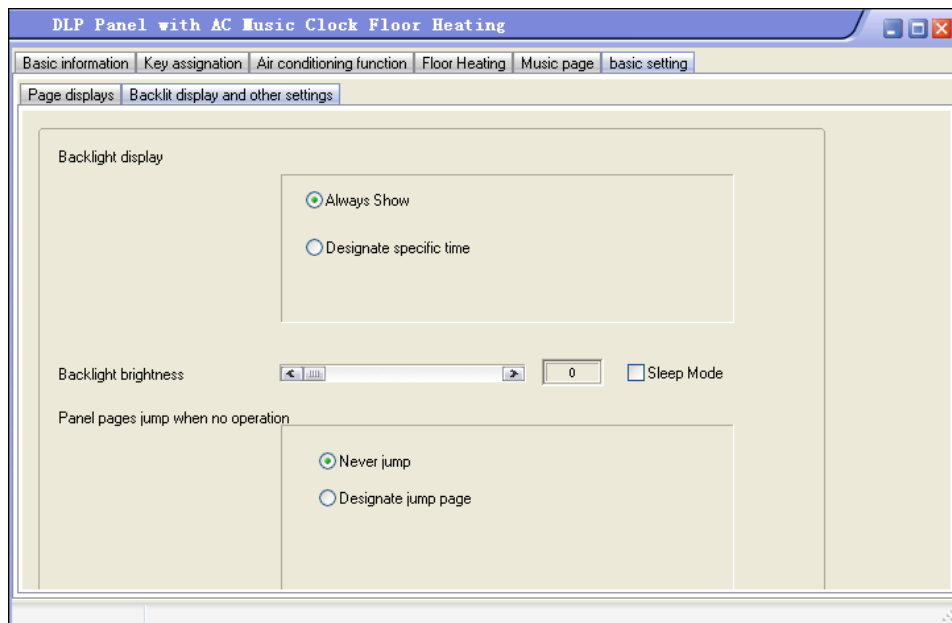 DLP Panel with AC Music Clock Floor Heating
Basic information Key assignation Air conditioning function Floor Heating Music page basic setting
Page displays Backlit display and other settings
Backlight display
Always Show
Designate specific time
Backlight brightness 0 Sleep Mode
Panel pages jump when no operation
Never jump
Designate jump page